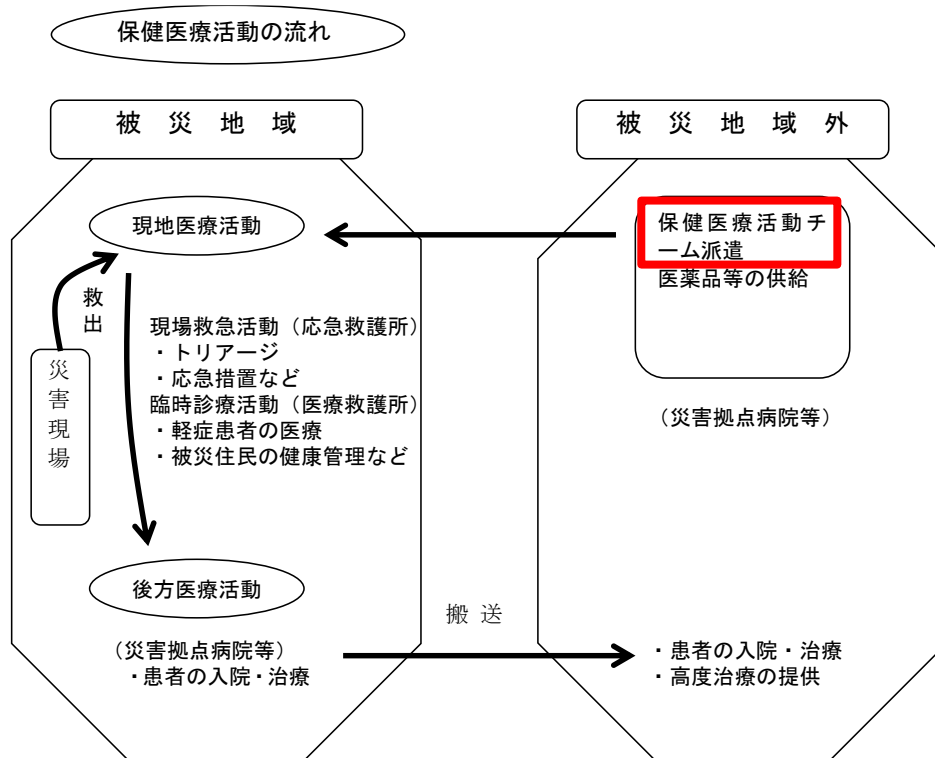 保健医療活動の流れ
被災地域
被災地域外
現地医療活動
保健医療活動チ
ーム派遣
医薬品等の供給
救出
災害現場
現場救急活動（応急救護所）
・トリアージ
・応急措置など
臨時診療活動（医療救護所）
・軽症患者の医療
・被災住民の健康管理など
（災害拠点病院等）
後方医療活動
搬送
（災害拠点病院等）
・患者の入院・治療
・患者の入院・治療
・高度治療の提供